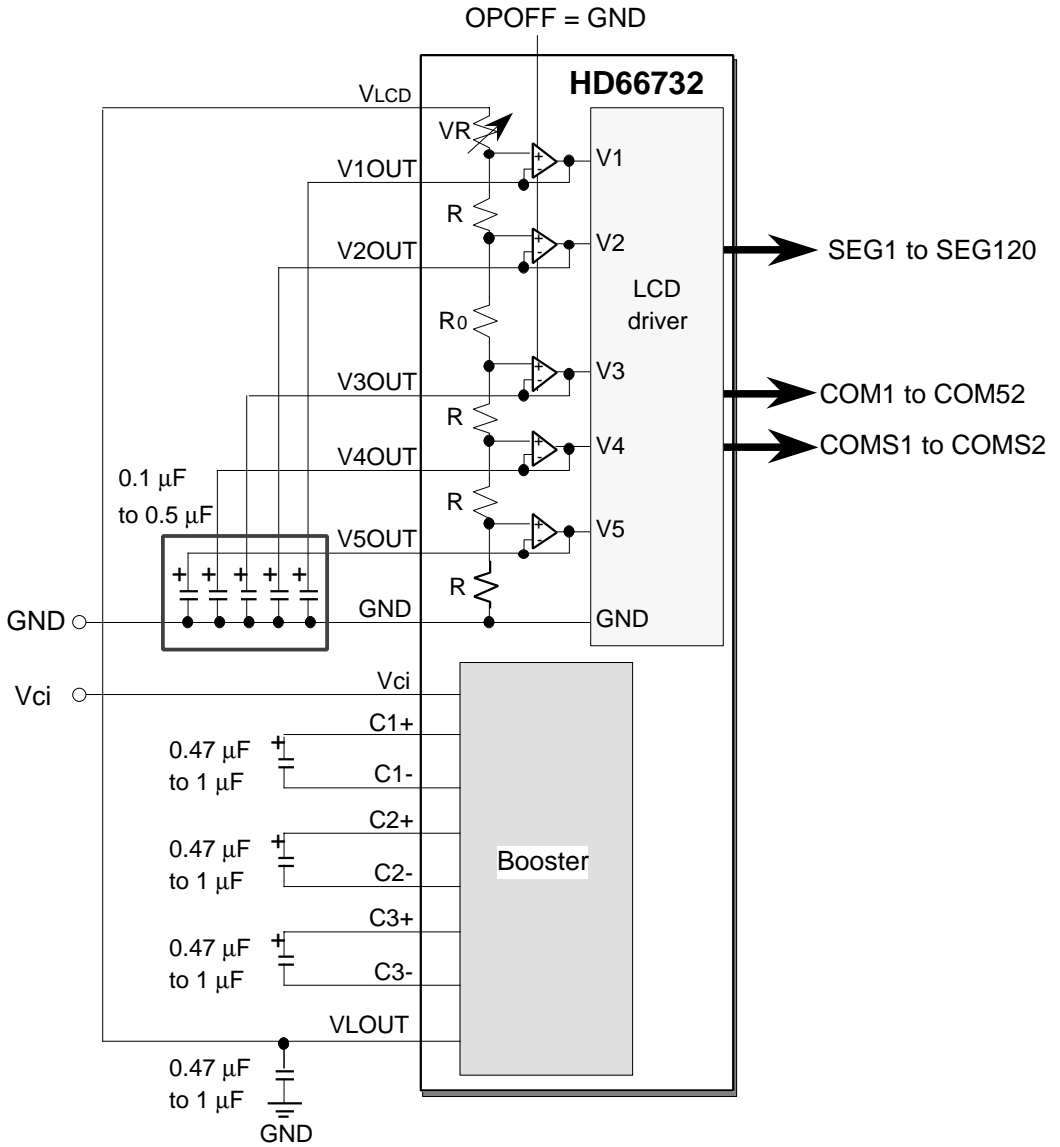 OPOFF = GND
HD66732
VLCD
VR
V1OUT
V1
R
V2OUT
V2
SEG1 to SEG120
LCD
driver
R0
V3OUT
V3
COM1 to COM52
R
V4OUT
V4
COMS1 to COMS2
0.1 µF
to 0.5 µF
R
V5OUT
V5
+ + + + +
R
GND
GND
GND
Vci
Vci
C1+
0.47 µF
to 1 µF
+
C1-
C2+
0.47 µF
to 1 µF
+
C2-
Booster
C3+
0.47 µF
to 1 µF
+
C3-
VLOUT
0.47 µF
to 1 µF
GND
+
-
+
-
+
-
+
-
+
-